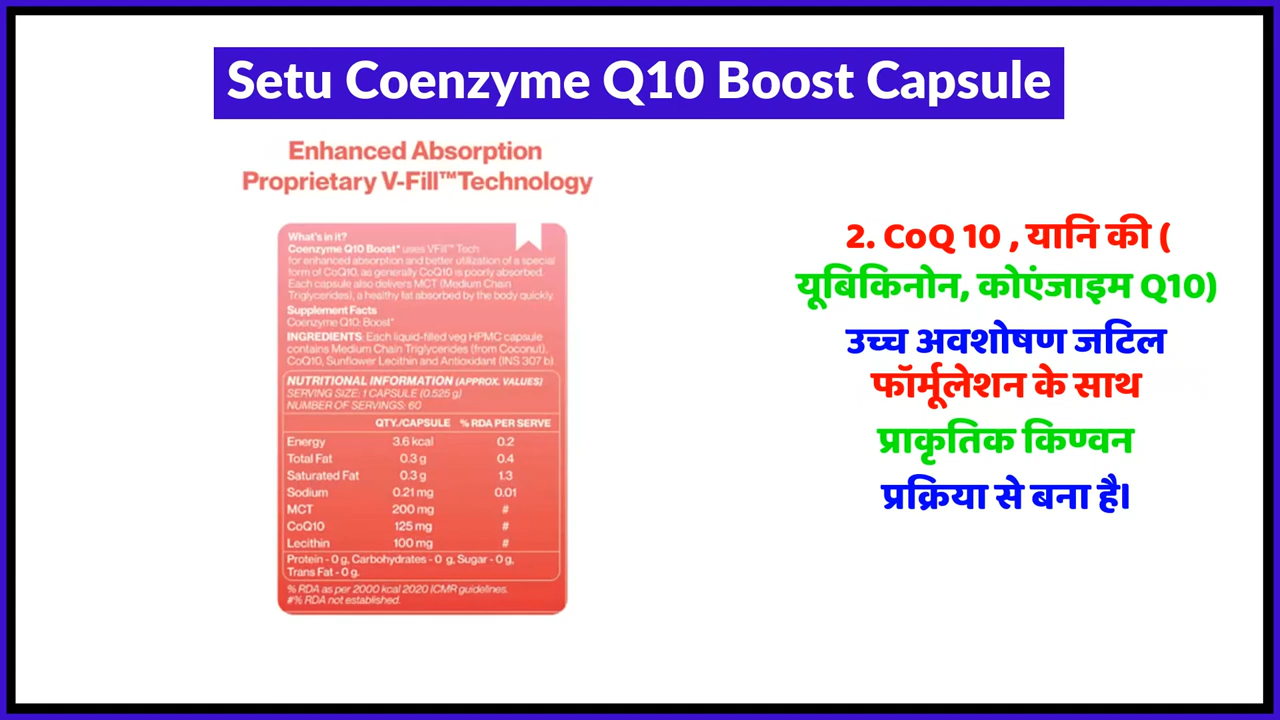 Setu Coenzyme Q10 Boost Capsule
Enhanced Absorption
Proprietary V-Fill™Technology
What's in it?
Coenzyme Q10 Boost* uses VFill™ Tech
for enhanced absorption and better utilization of a special
form of CoQ10, as generally CoQ10 is poorly absorbed.
Each capsule also delivers MCT (Medium Chain
Triglycerides), a healthy fat absorbed by the body quickly
Supplement Facts
Coenzyme Q10: Boost*
INGREDIENTS: Each liquid-filled veg HPMC capsule
contains Medium Chain Triglycerides (from Coconut),
CoQ10, Sunflower Lecithin and Antioxidant (INS 307 b).
NUTRITIONAL INFORMATION (APPROX. VALUES)
SERVING SIZE: 1 CAPSULE (0.525 g)
NUMBER OF SERVINGS: 60
QTY./CAPSULE % RDA PER SERVE
Energy 3.6 kcal 0.2
Total Fat 0.3 g 0.4
Saturated Fat 0.3 g 1.3
Sodium 0.21 mg 0.01
MCT 200 mg #
CoQ10 125 mg #
Lecithin 100 mg #
Protein - 0 g, Carbohydrates - 0 g, Sugar - 0 g,
Trans Fat - 0 g.
% RDA as per 2000 kcal 2020 ICMR guidelines.
#% RDA not established.
2. CoQ 10 , यानि की (
यूबिकिनोन, कोएंजाइम Q10)
उच्च अवशोषण जटिल
फॉर्मूलेशन के साथ
प्राकृतिक किण्वन
प्रक्रिया से बना है।